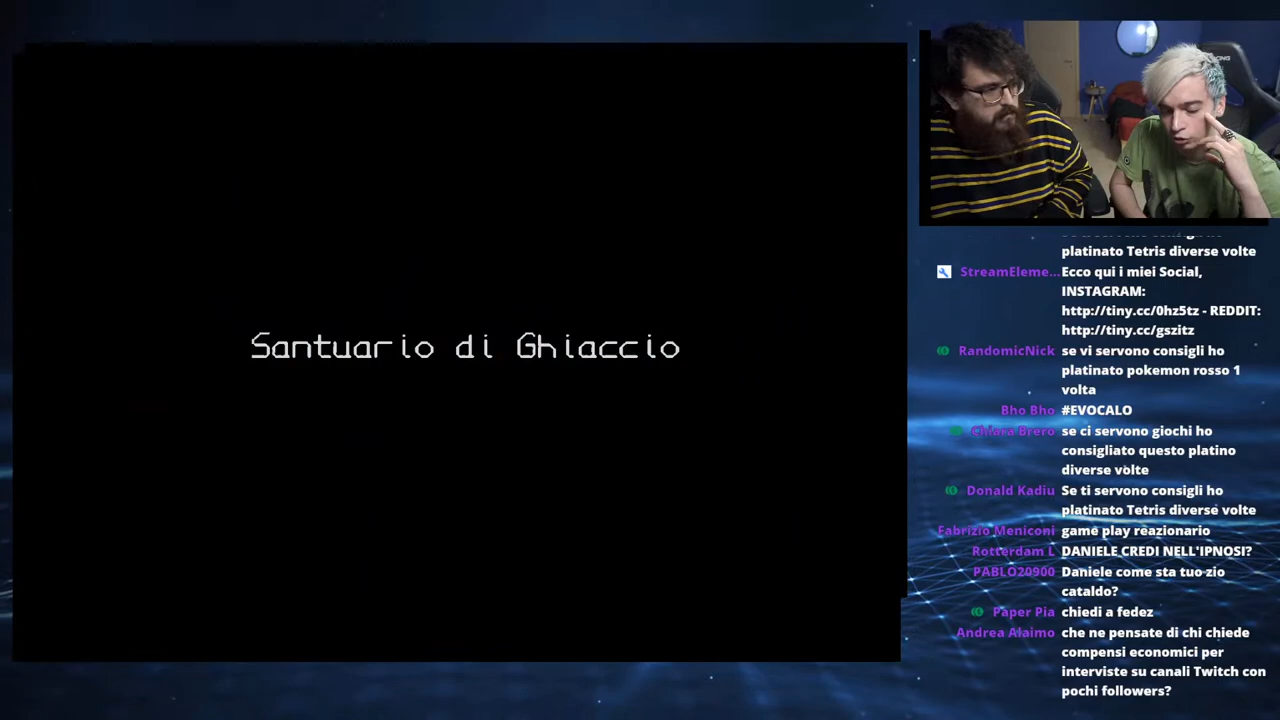 Santuario di Ghiaccio
platinato Tetris diverse volte
StreamEleme... Ecco qui i miei Social,
INSTAGRAM:
http://tiny.cc/0hz5tz - REDDIT:
http://tiny.cc/gszitz
RandomicNick se vi servono consigli ho
platinato pokemon rosso 1
volta
Bho Bho #EVOCALO
Chiara Brero se ci servono giochi ho
consigliato questo platino
diverse volte
Donald Kadiu Se ti servono consigli ho
platinato Tetris diverse volte
Fabrizio Meniconi game play reazionario
Rotterdam L DANIELE CREDI NELL'IPNOSI?
PABLO20900 Daniele come sta tuo zio
cataldo?
Paper Pia chiedi a fedez
Andrea Alaimo che ne pensate di chi chiede
compensi economici per
interviste su canali Twitch con
pochi followers?